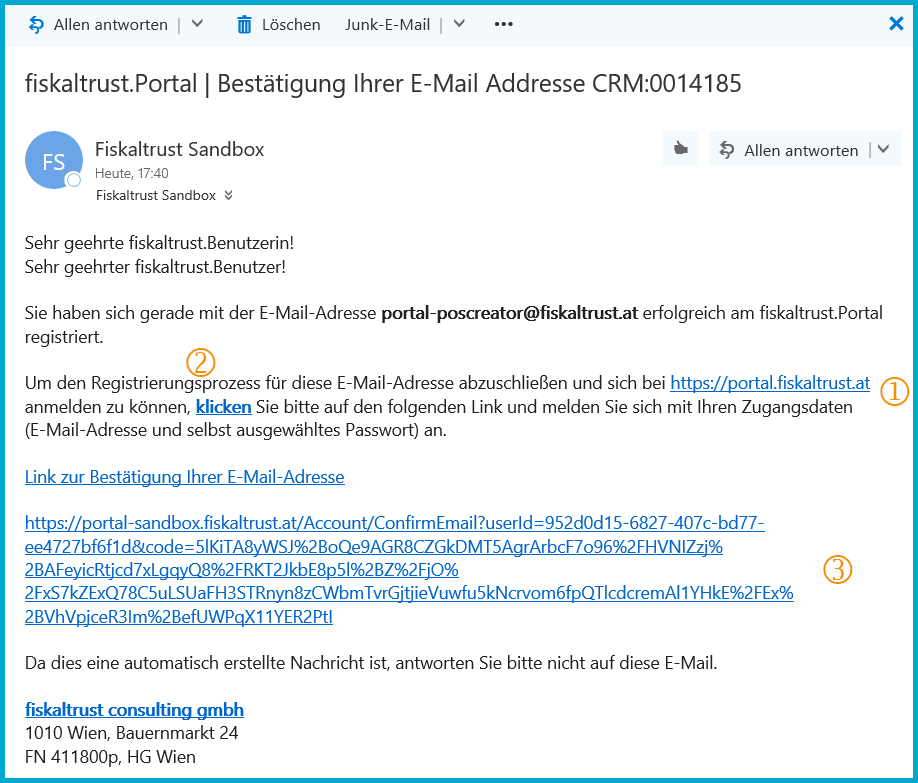 Allen antworten | Löschen Junk-E-Mail | •••
fiskaltrust.Portal | Bestätigung Ihrer E-Mail Addresse CRM:0014185
FS
Fiskaltrust Sandbox
Heute, 17:40
Fiskaltrust Sandbox
Allen antworten |
Sehr geehrte fiskaltrust.Benutzerin!
Sehr geehrter fiskaltrust.Benutzer!
Sie haben sich gerade mit der E-Mail-Adresse portal-poscreator@fiskaltrust.at erfolgreich am fiskaltrust.Portal
registriert.
②
Um den Registrierungsprozess für diese E-Mail-Adresse abzuschließen und sich bei https://portal.fiskaltrust.at
①
anmelden zu können, klicken Sie bitte auf den folgenden Link und melden Sie sich mit Ihren Zugangsdaten
(E-Mail-Adresse und selbst ausgewähltes Passwort) an.
Link zur Bestätigung Ihrer E-Mail-Adresse
https://portal-sandbox.fiskaltrust.at/Account/ConfirmEmail?userId=952d0d15-6827-407c-bd77-
ee4727bf6f1d&code=5lKiTA8yWSJ%2BoQe9AGR8CZGkDMT5AgrArbcF7o96%2FHVNIZzj%
2BAFeyicRtjcd7xLgqyQ8%2FRKT2JkbE8p5l%2BZ%2FjO%
③
2FxS7kZExQ78C5uLSUaFH3STRnyn8zCWbmTvrGjtjieVuwfu5kNcrvom6fpQTlcdcremAl1YHkE%2FEx%
2BVhVpjceR3Im%2BefUWPqX11YER2PtI
Da dies eine automatisch erstellte Nachricht ist, antworten Sie bitte nicht auf diese E-Mail.
fiskaltrust consulting gmbh
1010 Wien, Bauernmarkt 24
FN 411800p, HG Wien